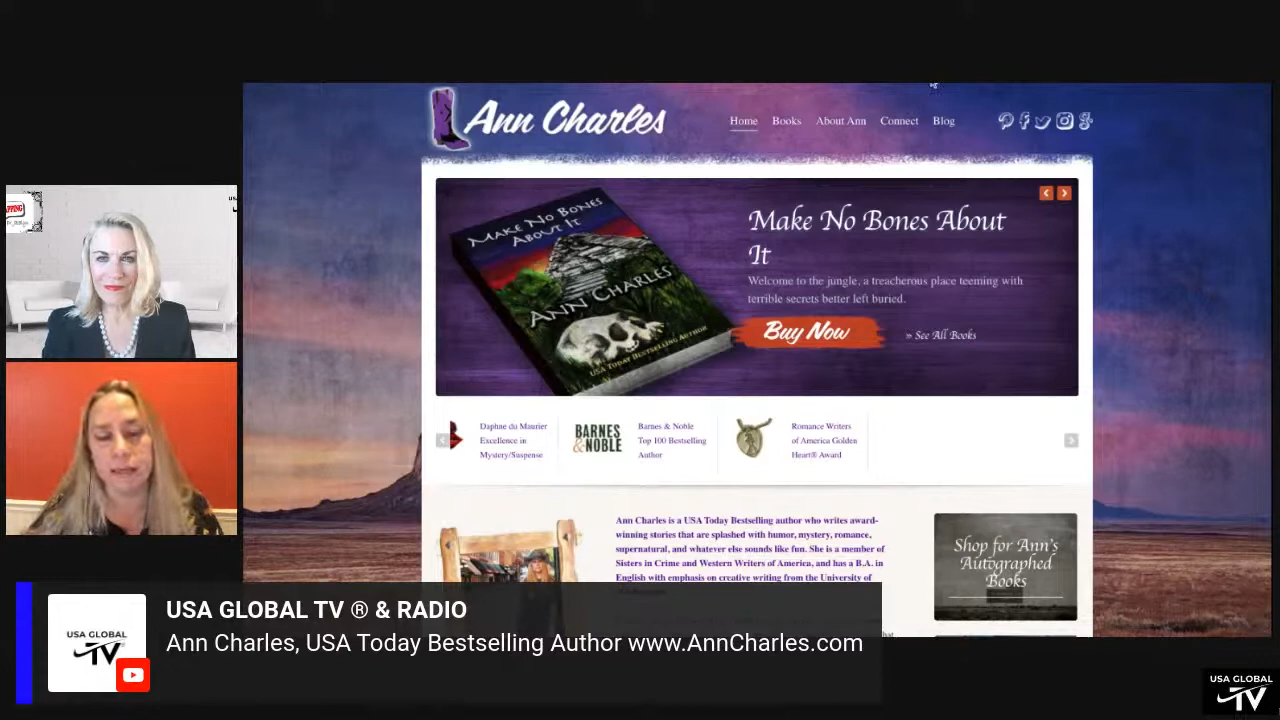 Ann Charles
Home Books About Ann Connect Blog
MAKE NO BONES
ABOUT IT
ANN CHARLES
USA TODAY BESTSELLING AUTHOR
Make No Bones About
It
Welcome to the jungle, a treacherous place teeming with
terrible secrets better left buried.
Buy Now
» See All Books
Daphne du Maurier
Excellence in
Mystery/Suspense
BARNES
&NOBLE
Barnes & Noble
Top 100 Bestselling
Author
Romance Writers
of America Golden
Heart® Award
Ann Charles is a USA Today Bestselling author who writes award-
winning stories that are splashed with humor, mystery, romance,
supernatural, and whatever else sounds like fun. She is a member of
Sisters in Crime and Western Writers of America, and has a B.A. in
English with emphasis on creative writing from the University of
Shop for Ann's
Autographed
Books
USA GLOBAL
TV
USA GLOBAL TV ® & RADIO
Ann Charles, USA Today Bestselling Author www.AnnCharles.com
USA GLOBAL
TV